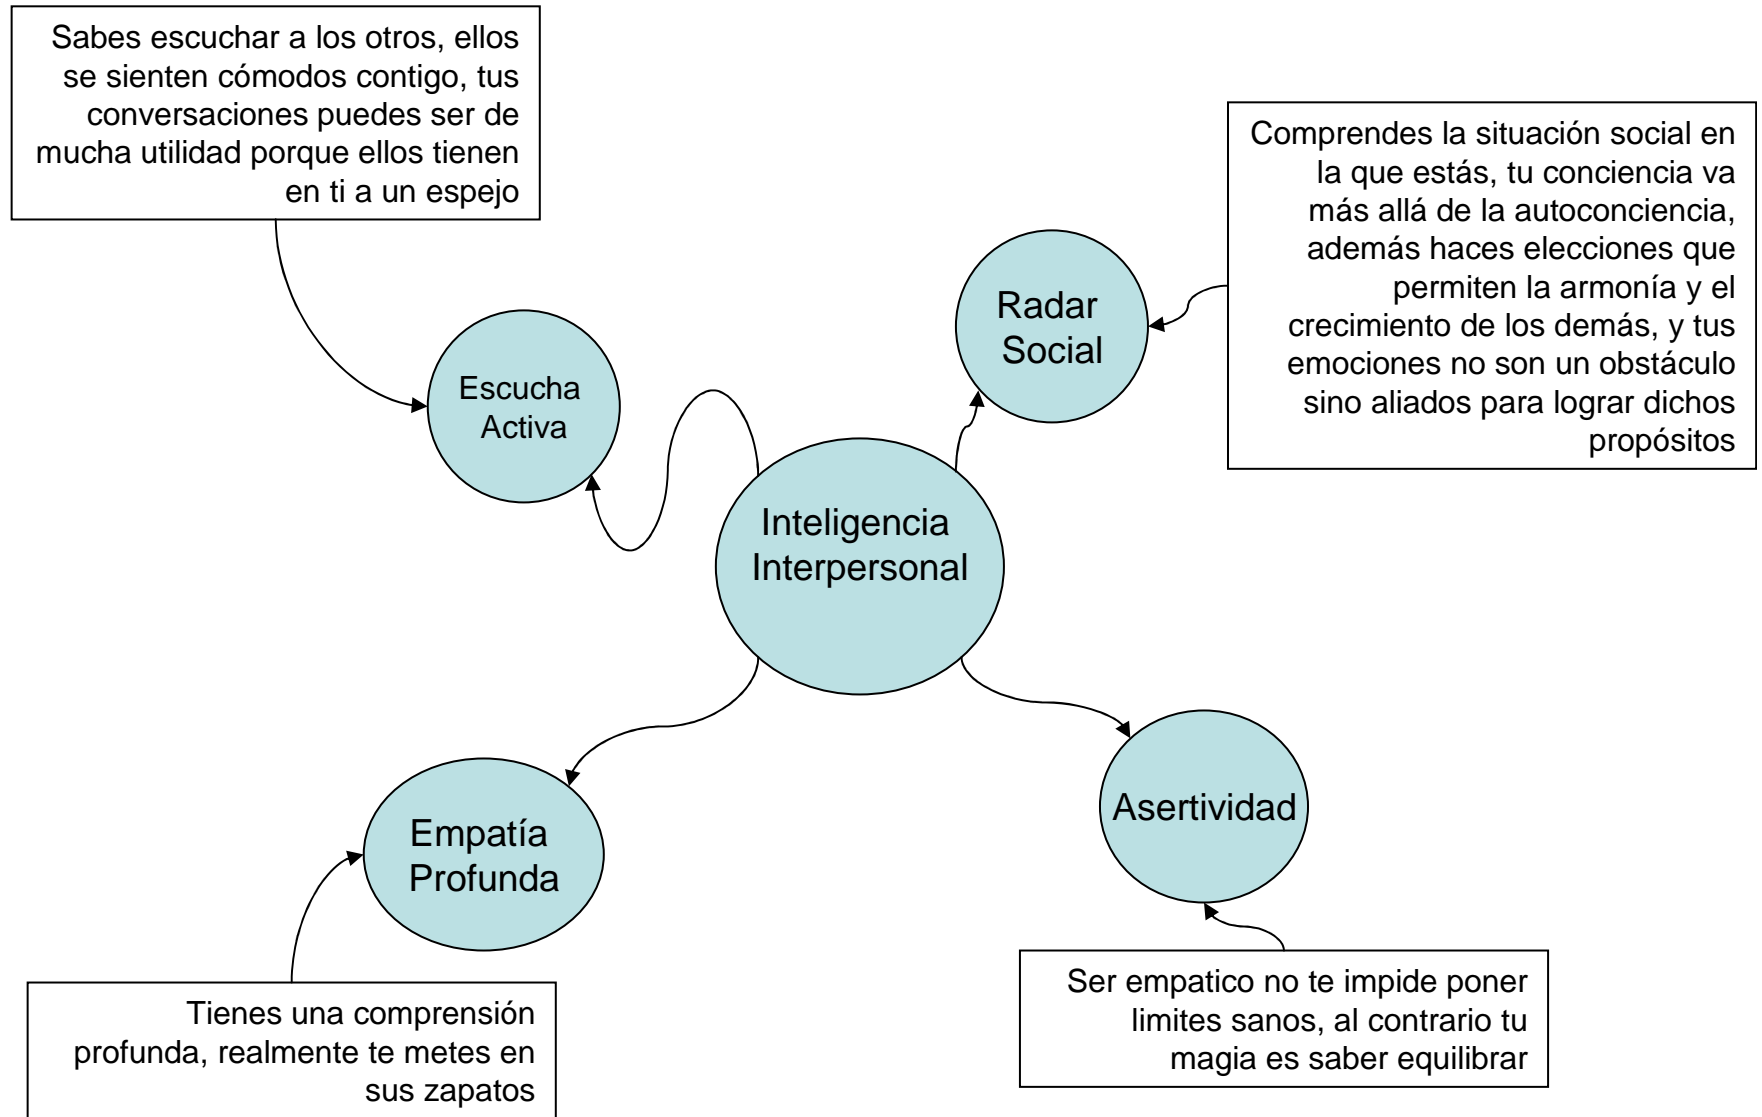 Sabes escuchar a los otros, ellos
se sienten cómodos contigo, tus
conversaciones puedes ser de
mucha utilidad porque ellos tienen
en ti a un espejo
Comprendes la situación social en
la que estás, tu conciencia va
más allá de la autoconciencia,
además haces elecciones que
permiten la armonía y el
crecimiento de los demás, y tus
emociones no son un obstáculo
sino aliados para lograr dichos
propósitos
Radar
Social
Escucha
Activa
Inteligencia
Interpersonal
Empatía
Profunda
Asertividad
Tienes una comprensión
profunda, realmente te metes en
sus zapatos
Ser empatico no te impide poner
limites sanos, al contrario tu
magia es saber equilibrar